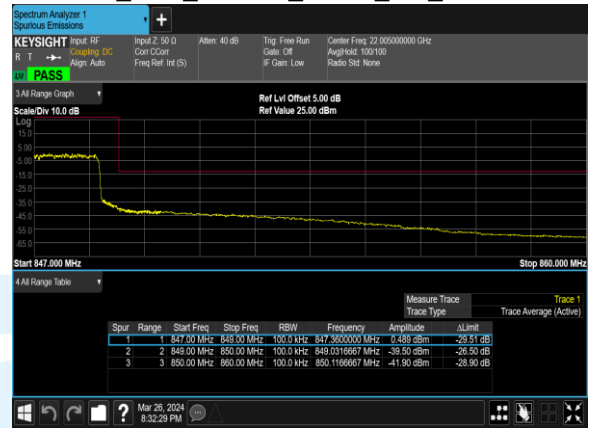 Spectrum Analyzer 1
Spurious Emissions
+
KEYSIGHT Input: RF Input Z: 50 Ω Atten: 40 dB Trig: Free Run Center Freq: 22.005000000 GHz
R T Coupling: DC Corr CCorr Gate: Off Avg|Hold: 100/100
Align: Auto Freq Ref: Int (S) IF Gain: Low Radio Std: None
PASS
3 All Range Graph
Ref Lvl Offset 5.00 dB
Scale/Div 10.0 dB Ref Value 25.00 dBm
Log
15.0
5.00
-5.00
-15.0
-25.0
-35.0
-45.0
-55.0
-65.0
Start 847.000 MHz Stop 860.000 MHz
4 All Range Table
Measure Trace Trace 1
Trace Type Trace Average (Active)
Spur Range Start Freq Stop Freq RBW Frequency Amplitude ΔLimit
1 1 847.00 MHz 849.00 MHz 100.0 kHz 847.3600000 MHz 0.489 dBm -29.51 dB
2 2 849.00 MHz 850.00 MHz 100.0 kHz 849.0316667 MHz -39.50 dBm -26.50 dB
3 3 850.00 MHz 860.00 MHz 100.0 kHz 850.1166667 MHz -41.90 dBm -28.90 dB
? Mar 26, 2024
8:32:29 PM